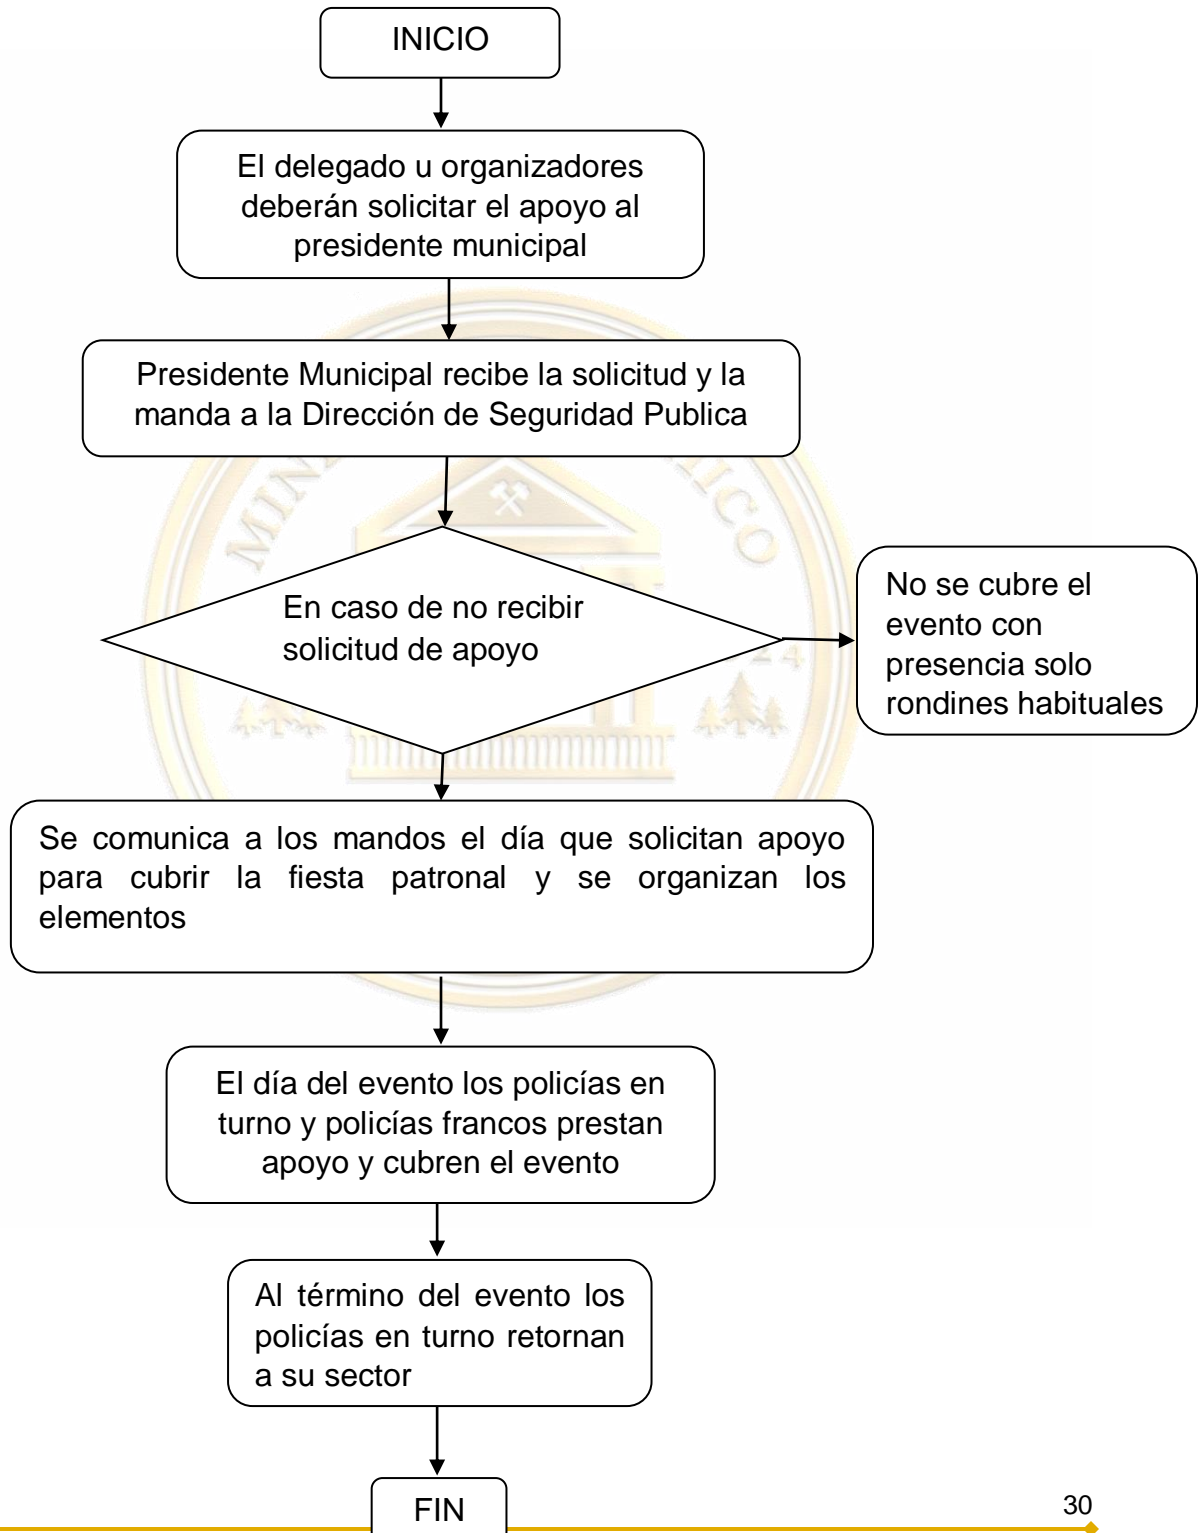 INICIO
El delegado u organizadores
deberán solicitar el apoyo al
presidente municipal
Presidente Municipal recibe la solicitud y la
manda a la Dirección de Seguridad Publica
En caso de no recibir
solicitud de apoyo
No se cubre el
evento con
presencia solo
rondines habituales
Se comunica a los mandos el día que solicitan apoyo
para cubrir la fiesta patronal y se organizan los
elementos
El día del evento los policías en
turno y policías francos prestan
apoyo y cubren el evento
Al término del evento los
policías en turno retornan
a su sector
FIN
30